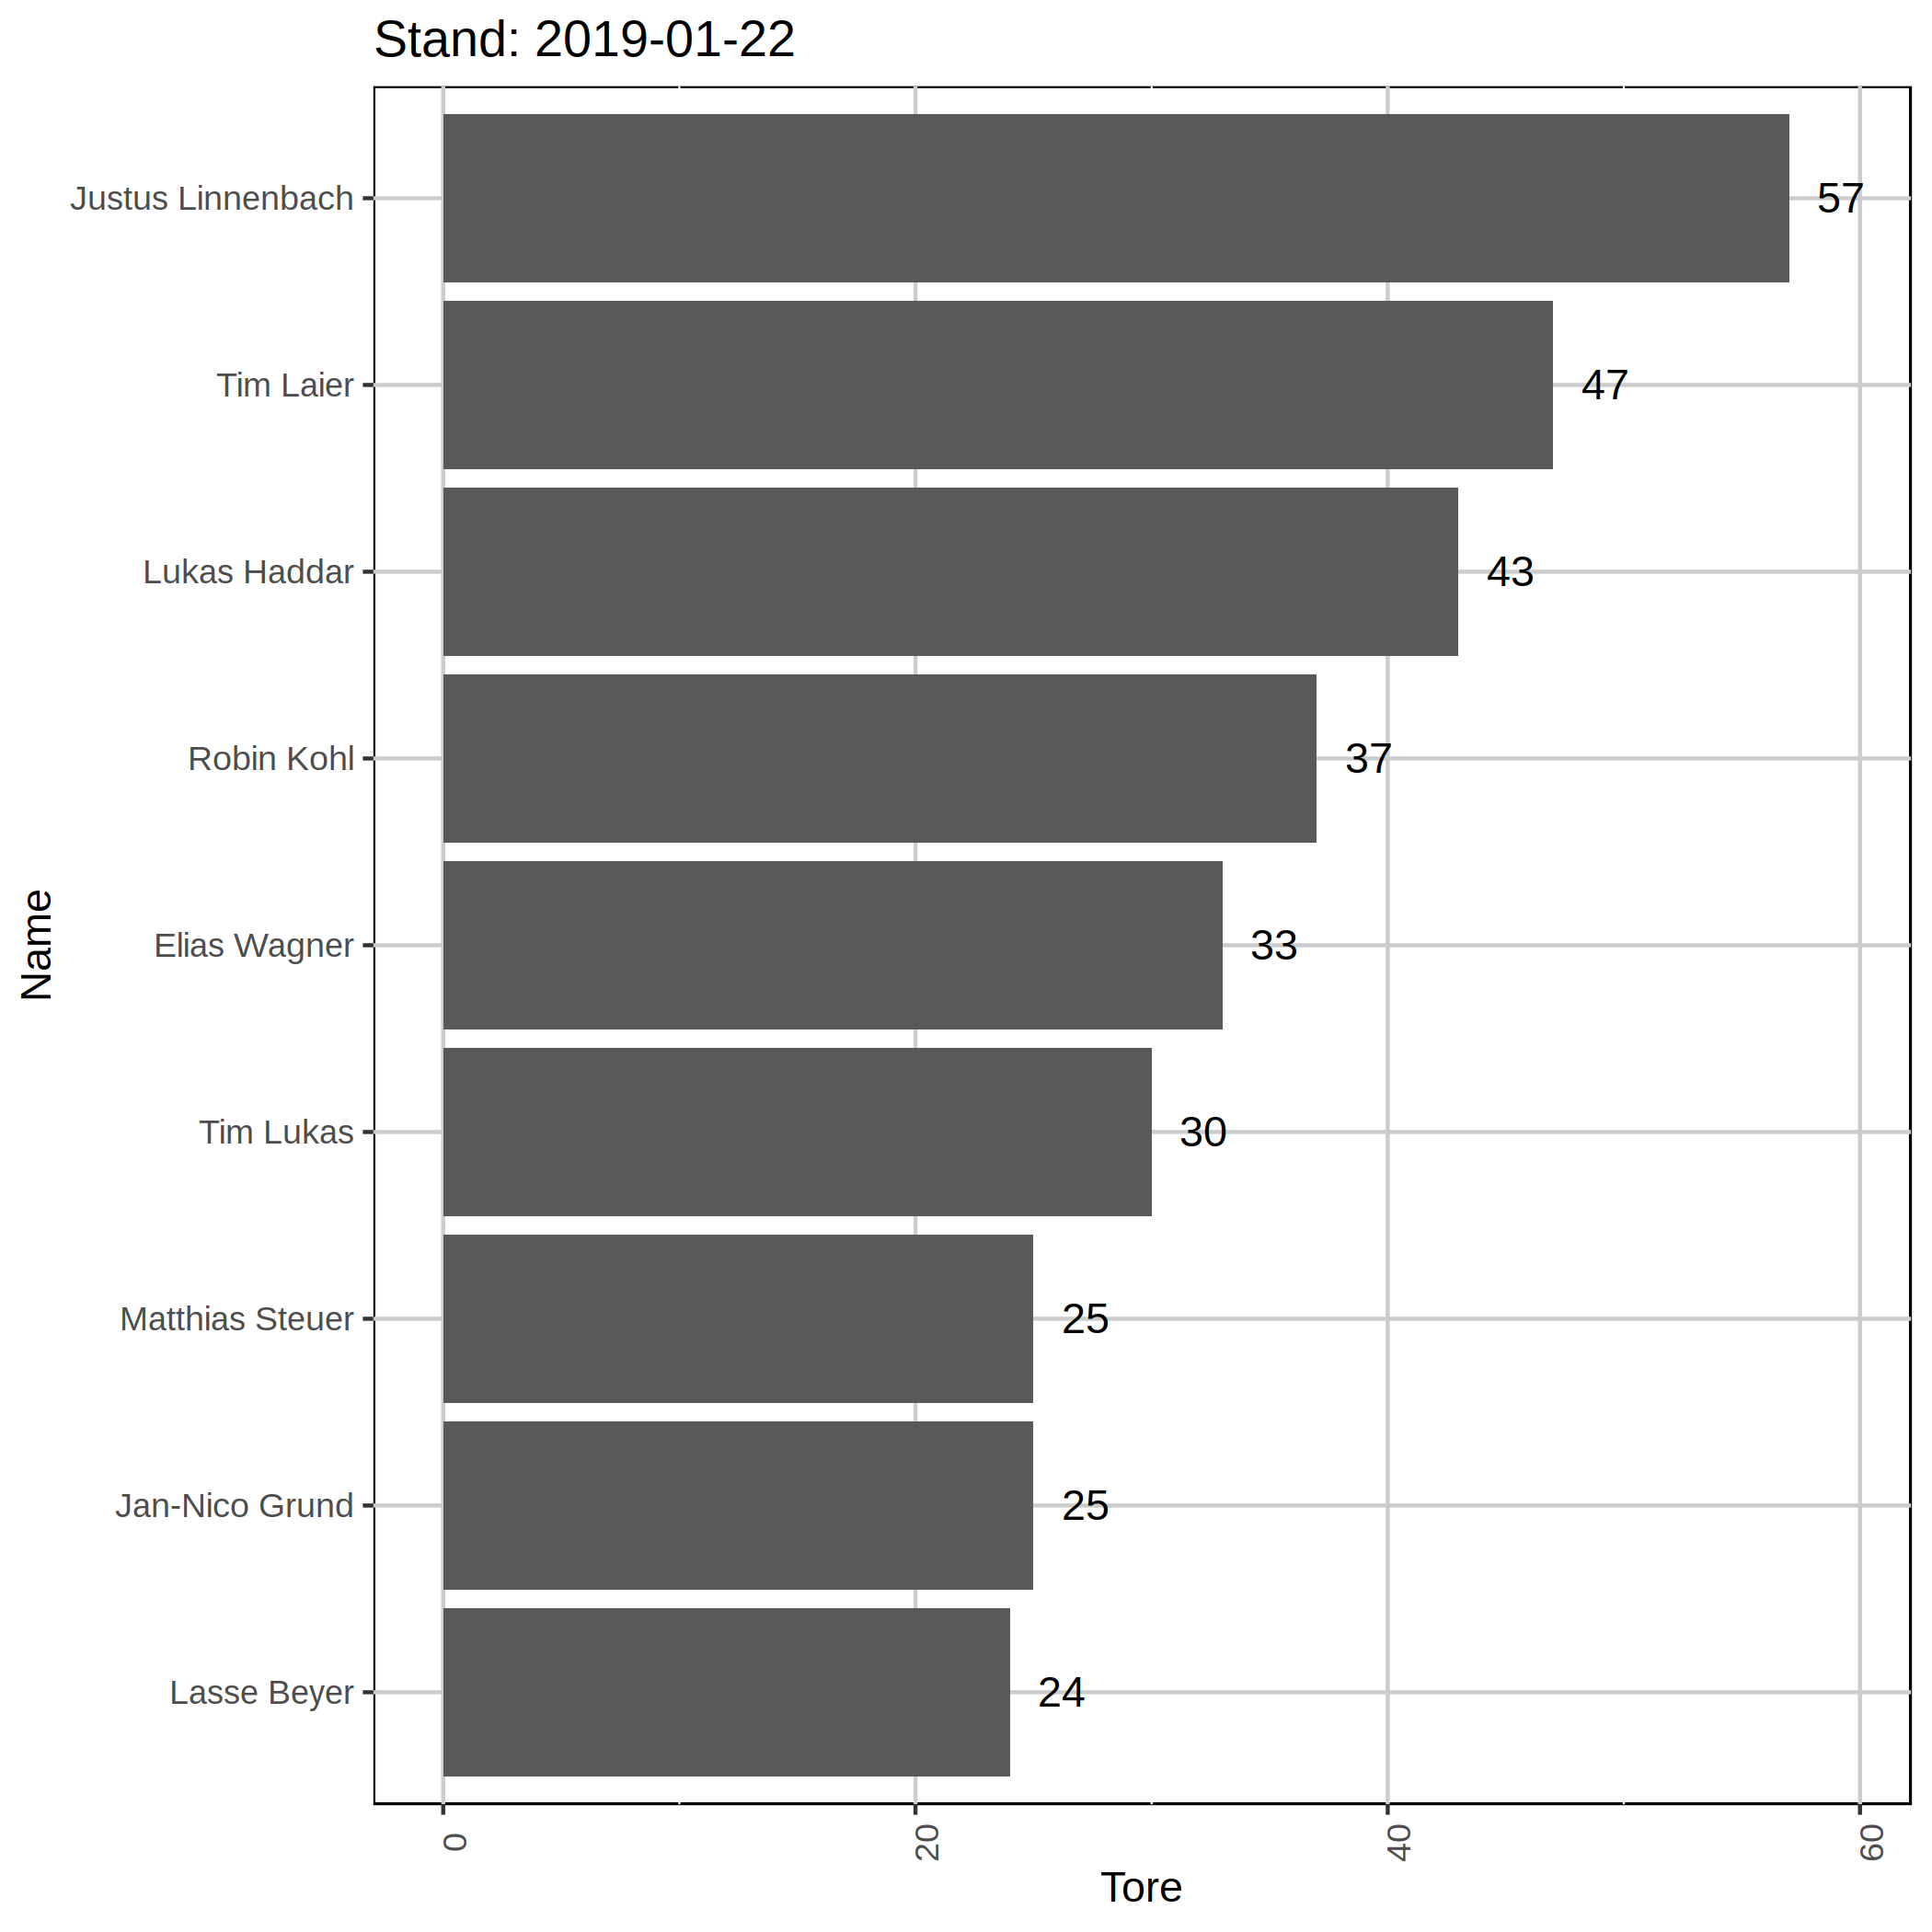 Stand: 2019-01-22
Justus Linnenbach 57
Tim Laier 47
Lukas Haddar 43
Robin Kohl 37
Elias Wagner 33
Tim Lukas 30
Matthias Steuer 25
Jan-Nico Grund 25
Lasse Beyer 24
Name
0 20 40 60
Tore